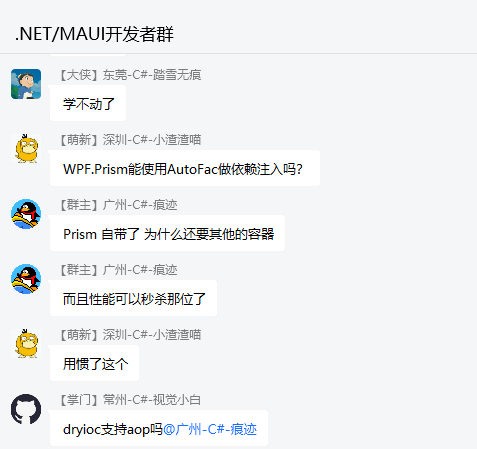 .NET/MAUI开发者群
【大侠】东莞-C#-踏雪无痕
学不动了
【萌新】深圳-C#-小渣渣喵
WPF.Prism能使用AutoFac做依赖注入吗?
【群主】广州-C#-痕迹
Prism 自带了 为什么还要其他的容器
【群主】广州-C#-痕迹
而且性能可以秒杀那位了
【萌新】深圳-C#-小渣渣喵
用惯了这个
【掌门】常州-C#-视觉小白
dryioc支持aop吗@广州-C#-痕迹